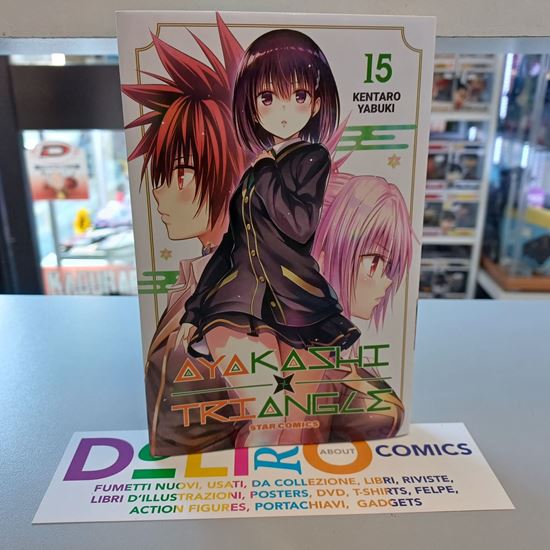 15
KENTARO
YABUKI
AYAKASHI
TRIANGLE
STAR COMICS
DELIRO
ABOUT
COMICS
FUMETTI NUOVI, USATI, DA COLLEZIONE, LIBRI, RIVISTE,
LIBRI D'ILLUSTRAZIONI, POSTERS, DVD, T-SHIRTS, FELPE,
ACTION FIGURES, PORTACHIAVI, GADGETS